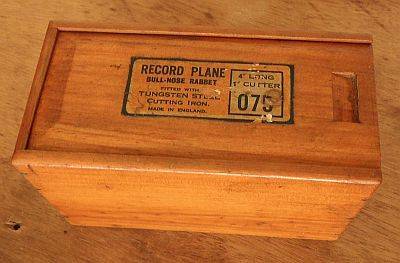 RECORD PLANE
BULL-NOSE RABBET
FITTED WITH
TUNGSTEN STEEL
CUTTING IRON.
MADE IN ENGLAND.
4" LONG
1" CUTTER
075